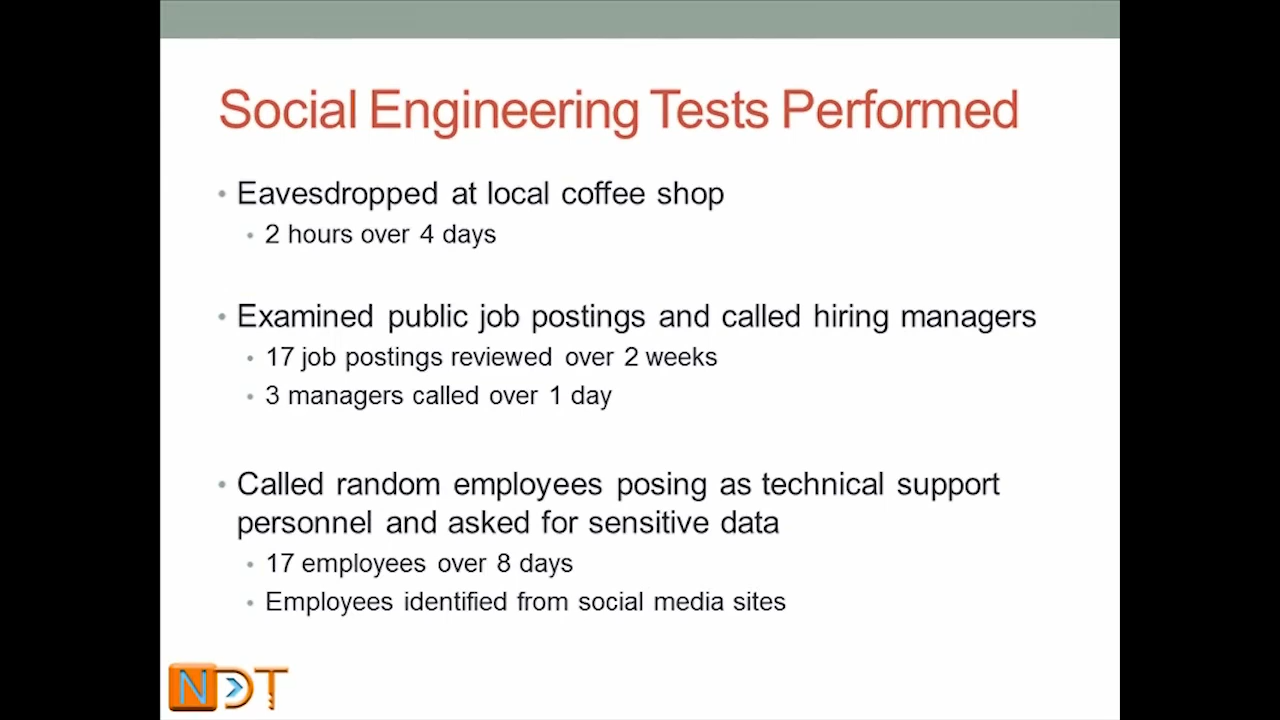 Social Engineering Tests Performed
• Eavesdropped at local coffee shop
• 2 hours over 4 days
• Examined public job postings and called hiring managers
• 17 job postings reviewed over 2 weeks
• 3 managers called over 1 day
• Called random employees posing as technical support
personnel and asked for sensitive data
• 17 employees over 8 days
• Employees identified from social media sites
NDT